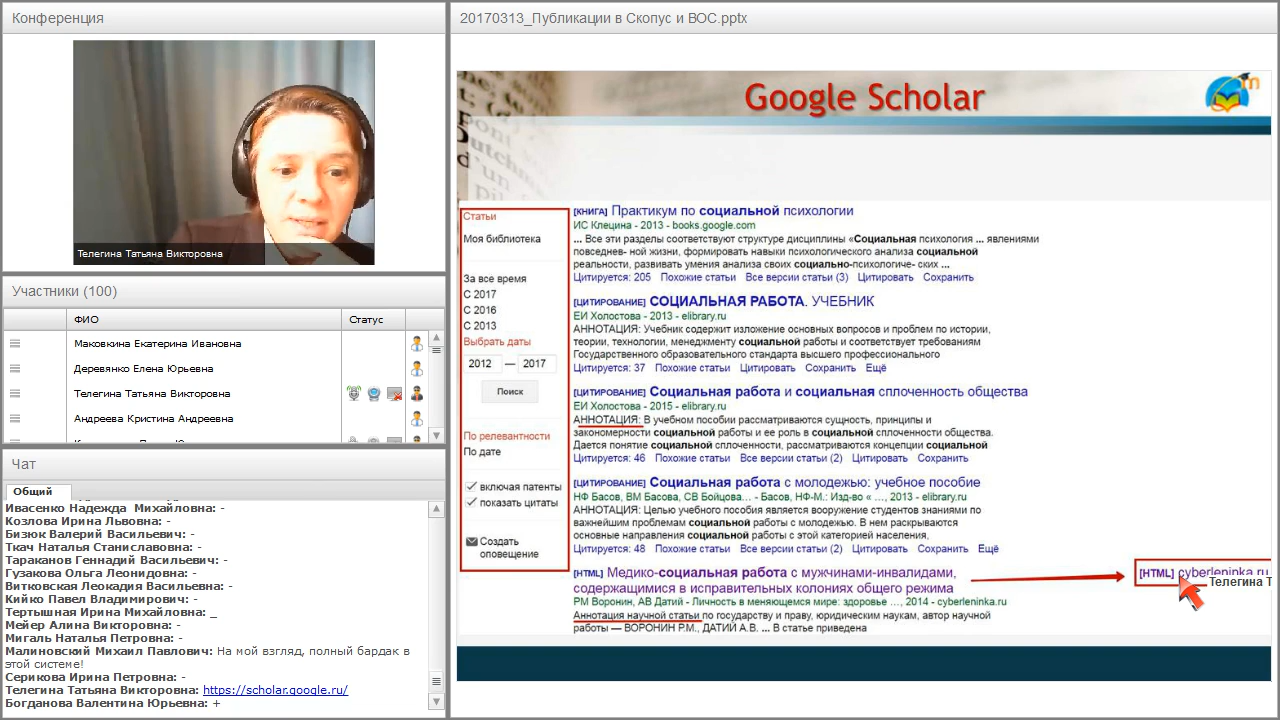 Конференция
Телегина Татьяна Викторовна
Участники (100)
ФИО
Статус
Маковкина Екатерина Ивановна
Деревянко Елена Юрьевна
Телегина Татьяна Викторовна
Андреева Кристина Андреевна
Чат
Общий
Ивасенко Надежда Михайловна: -
Козлова Ирина Львовна: -
Бизюк Валерий Васильевич: -
Ткач Наталья Станиславовна: -
Тараканов Геннадий Васильевич: -
Гузакова Ольга Леонидовна: -
Витковская Леокадия Васильевна: -
Кийко Павел Владимирович: -
Тертышная Ирина Михайловна: _
Мейер Алина Викторовна: -
Мигаль Наталья Петровна: -
Малиновский Михаил Павлович: На мой взгляд, полный бардак в
этой системе!
Серикова Ирина Петровна: -
Телегина Татьяна Викторовна: https://scholar.google.ru/
Богданова Валентина Юрьевна: +
20170313_Публикации в Скопус и ВОС.pptx
Google Scholar
Статьи
Моя библиотека
За все время
С 2017
С 2016
С 2013
Выбрать даты
2012 — 2017
Поиск
По релевантности
По дате
включая патенты
показать цитаты
Создать
оповещение
[КНИГА] Практикум по социальной психологии
ИС Клецина - 2013 - books.google.com
... Все эти разделы соответствуют структуре дисциплины «Социальная психология ... явлениями
повседнев- ной жизни, формировать навыки психологического анализа социальной
реальности, развивать умения анализа своих социально-психологиче- ских ...
Цитируется: 205 Похожие статьи Все версии статьи (3) Цитировать Сохранить
[ЦИТИРОВАНИЕ] СОЦИАЛЬНАЯ РАБОТА. УЧЕБНИК
ЕИ Холостова - 2013 - elibrary.ru
АННОТАЦИЯ: Учебник содержит изложение основных вопросов и проблем по истории,
теории, технологии, менеджменту социальной работы и соответствует требованиям
Государственного образовательного стандарта высшего профессионального
Цитируется: 37 Похожие статьи Цитировать Сохранить Ещё
[ЦИТИРОВАНИЕ] Социальная работа и социальная сплоченность общества
ЕИ Холостова - 2015 - elibrary.ru
АННОТАЦИЯ: В учебном пособии рассматриваются сущность, принципы и
закономерности социальной работы и ее роль в социальной сплоченности общества.
Дается понятие социальной сплоченности, рассматриваются концепции социальной
Цитируется: 46 Похожие статьи Все версии статьи (2) Цитировать Сохранить
[ЦИТИРОВАНИЕ] Социальная работа с молодежью: учебное пособие
НФ Басов, ВМ Басова, СВ Бойцова… - Басов, НФ-М.: Изд-во « …, 2013 - elibrary.ru
АННОТАЦИЯ: Целью учебного пособия является вооружение студентов знаниями по
важнейшим проблемам социальной работы с молодежью. В нем раскрываются
основные направления социальной работы с этой категорией населения,
Цитируется: 48 Похожие статьи Все версии статьи (2) Цитировать Сохранить Ещё
[HTML] Медико-социальная работа с мужчинами-инвалидами,
содержащимися в исправительных колониях общего режима
РМ Воронин, АВ Датий - Личность в меняющемся мире: здоровье …, 2014 - cyberleninka.ru
Аннотация научной статьи по государству и праву, юридическим наукам, автор научной
работы — ВОРОНИН Р.М., ДАТИЙ А.В. ... В статье приведена
[HTML] cyberleninka.ru
Телегина Т